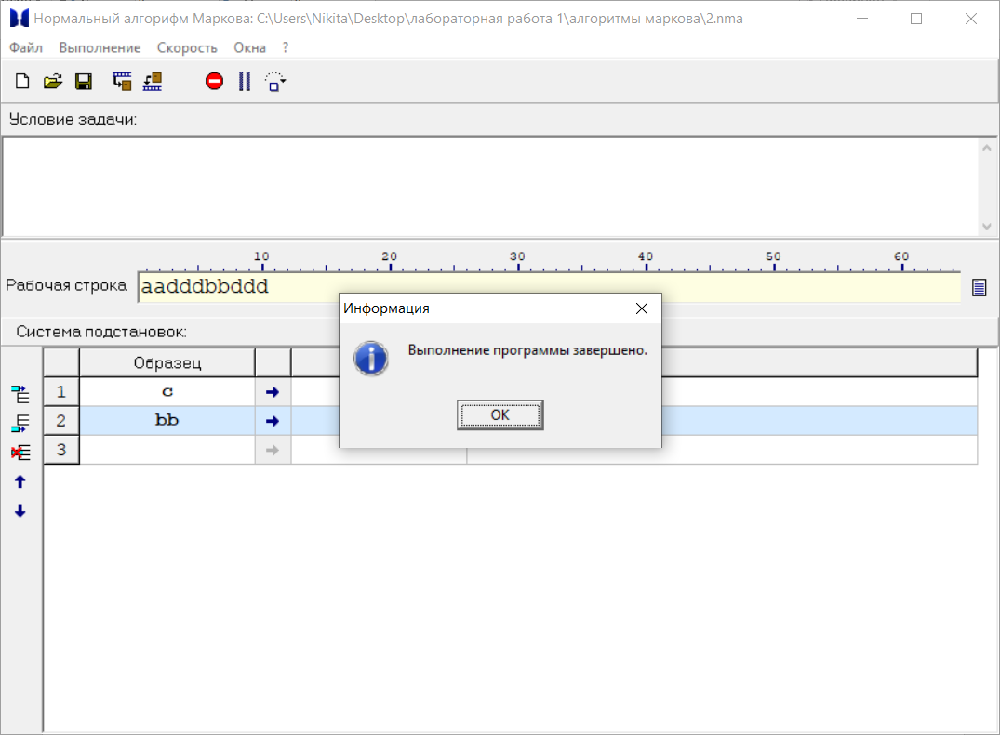 Нормальный алгорифм Маркова: C:\Users\Nikita\Desktop\лабораторная работа 1\алгоритмы маркова\2.nma
Файл Выполнение Скорость Окна ?
Условие задачи:
10 20 30 40 50 60
Рабочая строка aadddbbddd
Информация
Выполнение программы завершено.
OK
Система подстановок:
Образец
1 c →
2 bb →
3 →